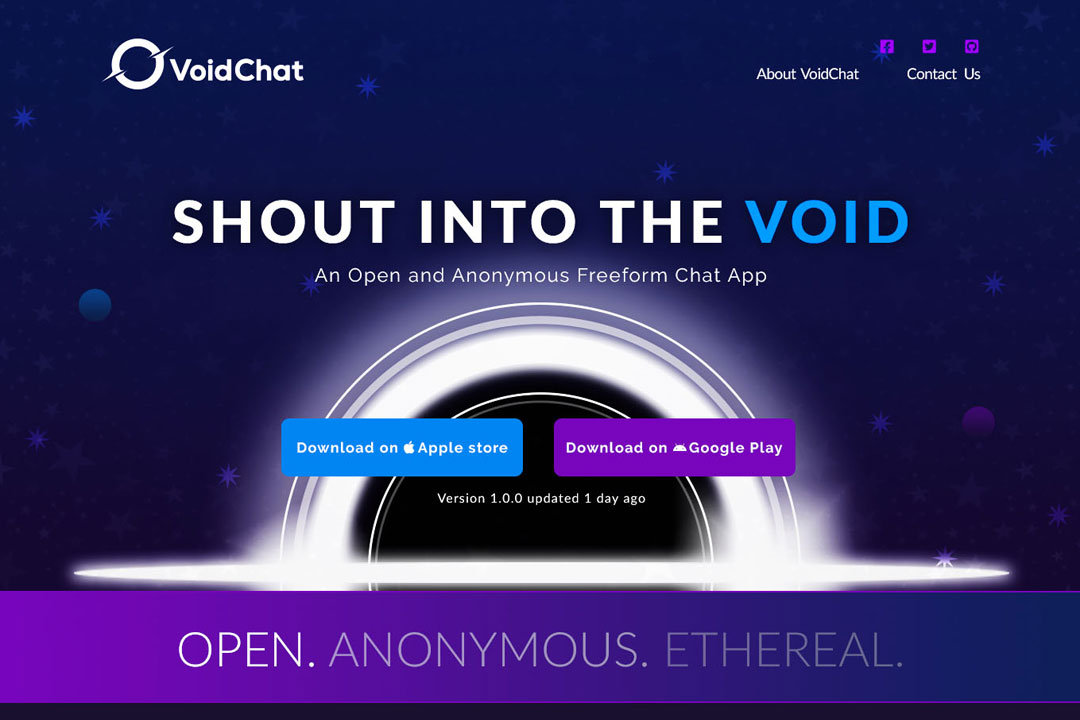 VoidChat
About VoidChat
Contact Us
SHOUT INTO THE VOID
An Open and Anonymous Freeform Chat App
Download on Apple store
Download on Google Play
Version 1.0.0 updated 1 day ago
OPEN. ANONYMOUS. ETHEREAL.